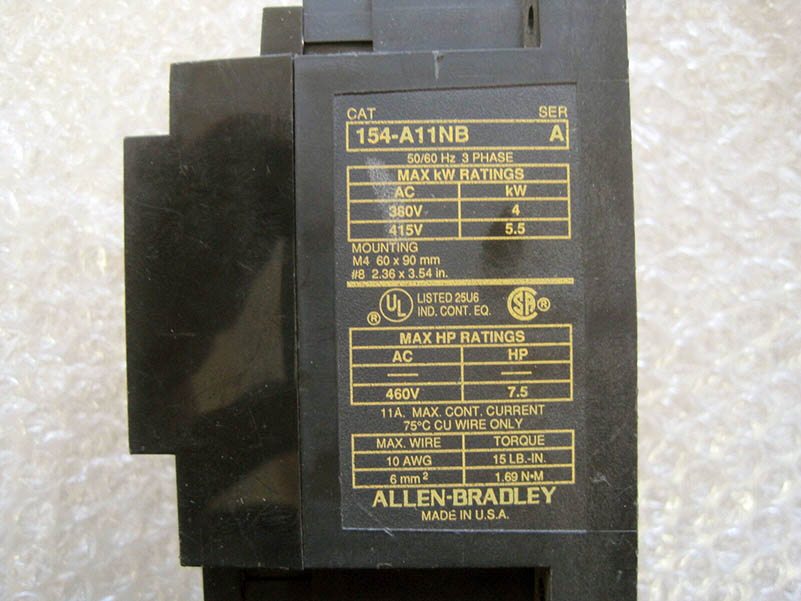 CAT SER
154-A11NB A
50/60 Hz 3 PHASE
MAX kW RATINGS
AC kW
380V 4
415V 5.5
MOUNTING
M4 60 x 90 mm
#8 2.36 x 3.54 in.
® UL LISTED 25U6 SA ®
IND. CONT. EQ.
MAX HP RATINGS
AC HP
— —
460V 7.5
11A. MAX. CONT. CURRENT
75°C CU WIRE ONLY
MAX. WIRE TORQUE
10 AWG 15 LB.-IN.
6 mm² 1.69 N•M
ALLEN-BRADLEY
MADE IN U.S.A.